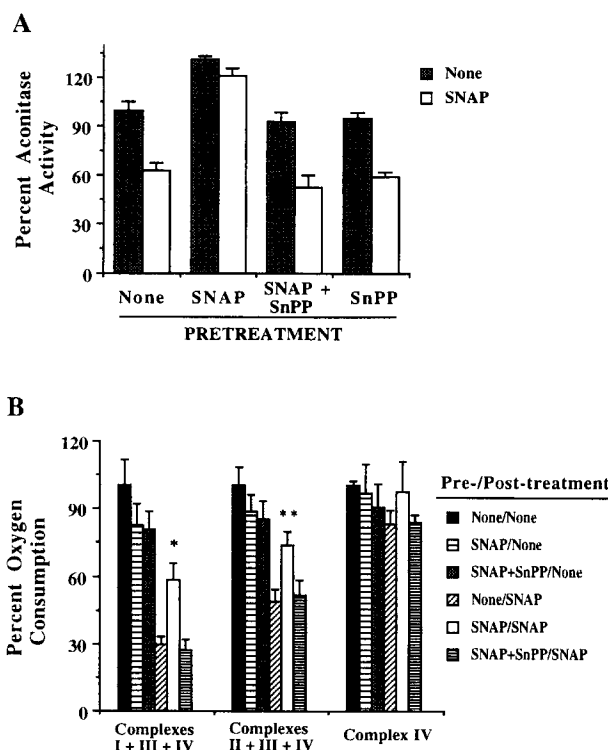 A
Percent Aconitase
Activity
120
90
60
30
0
None
SNAP
None
SNAP
SNAP +
SnPP
SnPP
PRETREATMENT
B
Percent Oxygen
Consumption
120
90
60
30
0
*
**
Complexes
I + III + IV
Complexes
II + III + IV
Complex IV
Pre-/Post-treatment
None/None
SNAP/None
SNAP+SnPP/None
None/SNAP
SNAP/SNAP
SNAP+SnPP/SNAP